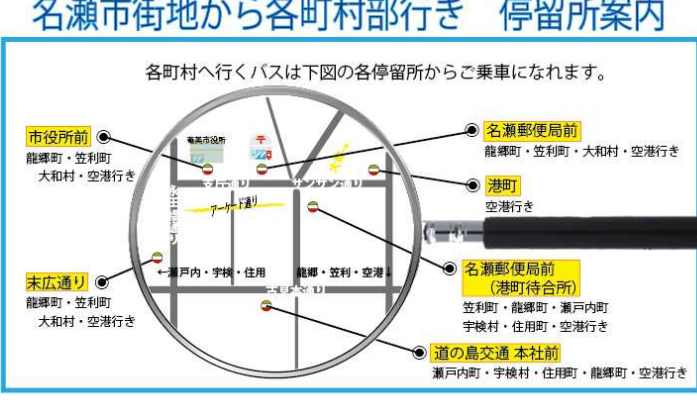 名瀬市街地から各町村部行き 停留所案内
各町村へ行くバスは下図の各停留所からご乗車になれます。
市役所前
龍郷町・笠利町
大和村・空港行き
奄美市役所
名瀬郵便局前
龍郷町・笠利町・大和村・空港行き
港町
空港行き
サンサン通り
アーケード通り
末広通り
龍郷町・笠利町
大和村・空港行き
←瀬戸内・宇検・住用
龍郷・笠利・空港↓
名瀬郵便局前
（港町待合所）
笠利町・龍郷町・瀬戸内町
宇検村・住用町・空港行き
道の島交通 本社前
瀬戸内町・宇検村・住用町・龍郷町・空港行き